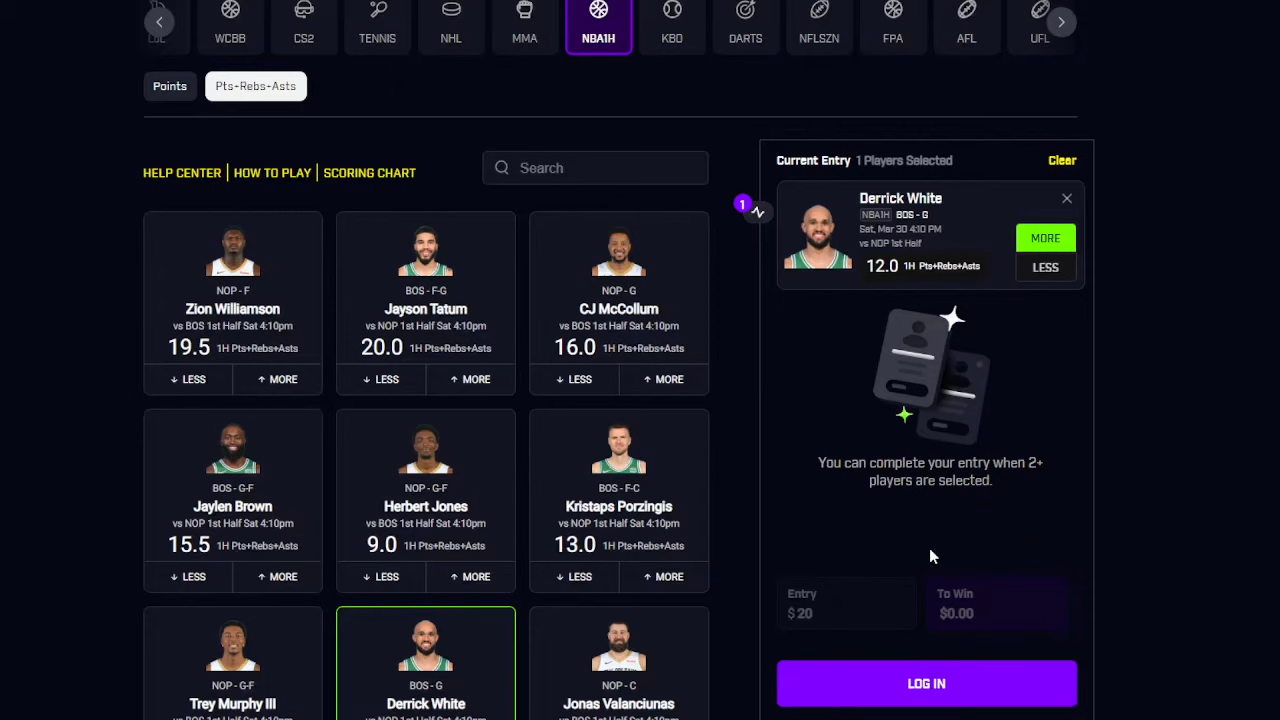 LoL
WCBB
CS2
TENNIS
NHL
MMA
NBA1H
KBO
DARTS
NFLSZN
FPA
AFL
UFL
Points
Pts-Rebs-Asts
HELP CENTER
HOW TO PLAY
SCORING CHART
Search
NOP - F
Zion Williamson
vs BOS 1st Half Sat 4:10pm
19.5 1H Pts+Rebs+Asts
LESS
MORE
BOS - F-G
Jayson Tatum
vs NOP 1st Half Sat 4:10pm
20.0 1H Pts+Rebs+Asts
LESS
MORE
NOP - G
CJ McCollum
vs BOS 1st Half Sat 4:10pm
16.0 1H Pts+Rebs+Asts
LESS
MORE
BOS - G-F
Jaylen Brown
vs NOP 1st Half Sat 4:10pm
15.5 1H Pts+Rebs+Asts
LESS
MORE
NOP - G-F
Herbert Jones
vs BOS 1st Half Sat 4:10pm
9.0 1H Pts+Rebs+Asts
LESS
MORE
BOS - F-C
Kristaps Porzingis
vs NOP 1st Half Sat 4:10pm
13.0 1H Pts+Rebs+Asts
LESS
MORE
NOP - G-F
Trey Murphy III
BOS - G
Derrick White
NOP - C
Jonas Valanciunas
Current Entry 1 Players Selected
Clear
1
Derrick White
NBA1H BOS - G
Sat, Mar 30 4:10 PM
vs NOP 1st Half
12.0 1H Pts+Rebs+Asts
MORE
LESS
You can complete your entry when 2+
players are selected.
Entry
$ 20
To Win
$0.00
LOG IN